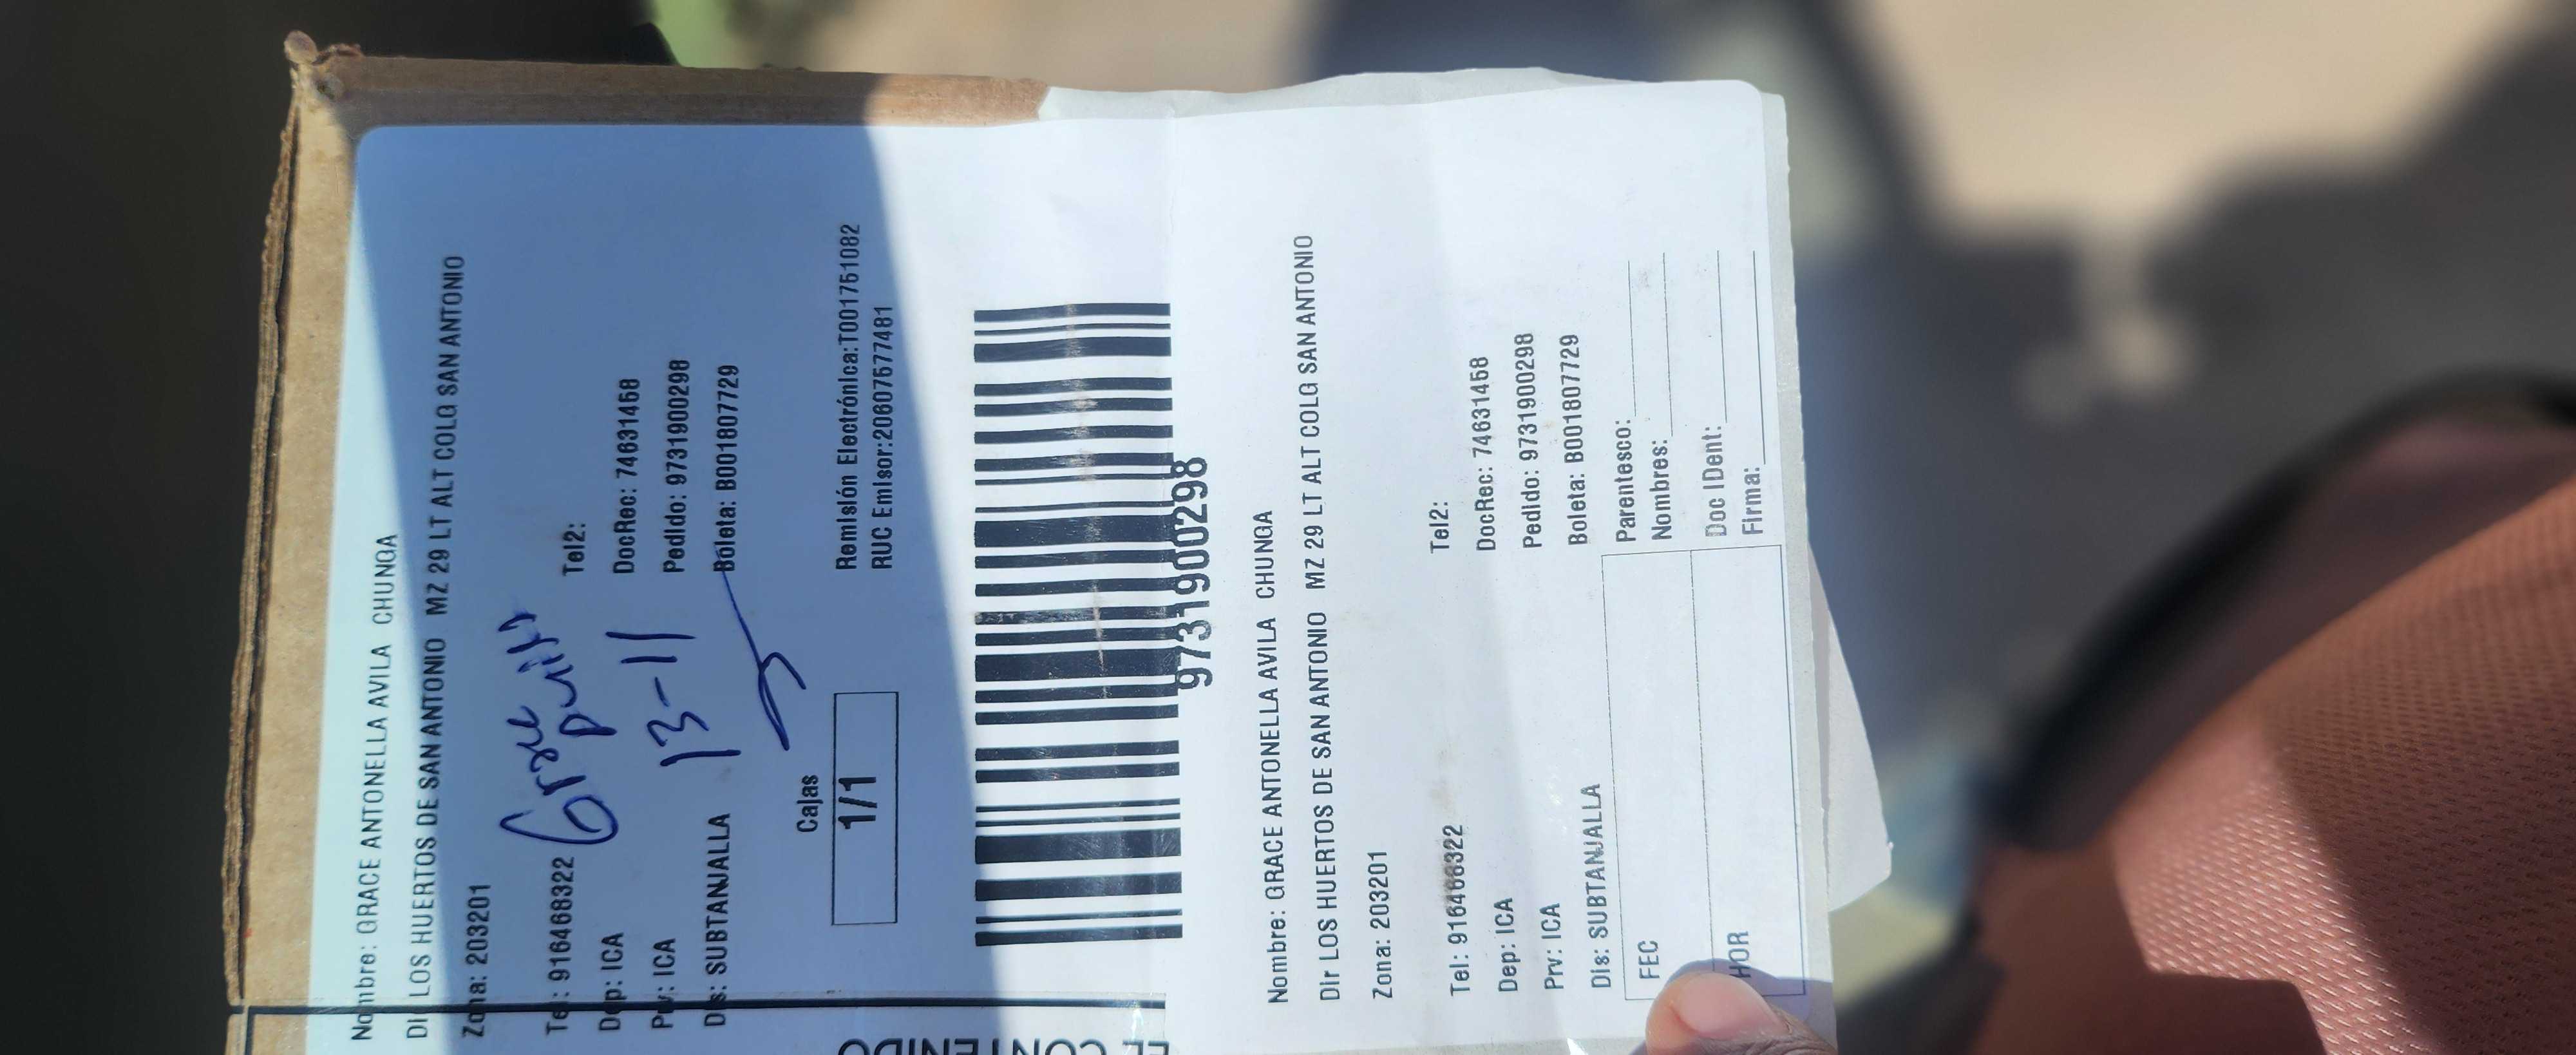 Nombre: GRACE ANTONELLA AVILA CHUNGA
Dir LOS HUERTOS DE SAN ANTONIO MZ 29 LT ALT COLG SAN ANTONIO
Zona: 203201
Grace
Tel: 916468322 Tel2:
Dep: ICA DocRec: 74631458
13-11
Prv: ICA Pedido: 9731900298
Dis: SUBTANJALLA Boleta: B001807729
Cajas
1/1
Remisión Electrónica:T001751082
RUC Emisor:20607577481
9731900298
EL CONTENIDO
Nombre: GRACE ANTONELLA AVILA CHUNGA
Dir LOS HUERTOS DE SAN ANTONIO MZ 29 LT ALT COLG SAN ANTONIO
Zona: 203201
Tel: 916468322 Tel2:
Dep: ICA DocRec: 74631458
Prv: ICA Pedido: 9731900298
Dis: SUBTANJALLA Boleta: B001807729
FEC Parentesco:
Nombres:
HOR Doc IDent:
Firma: